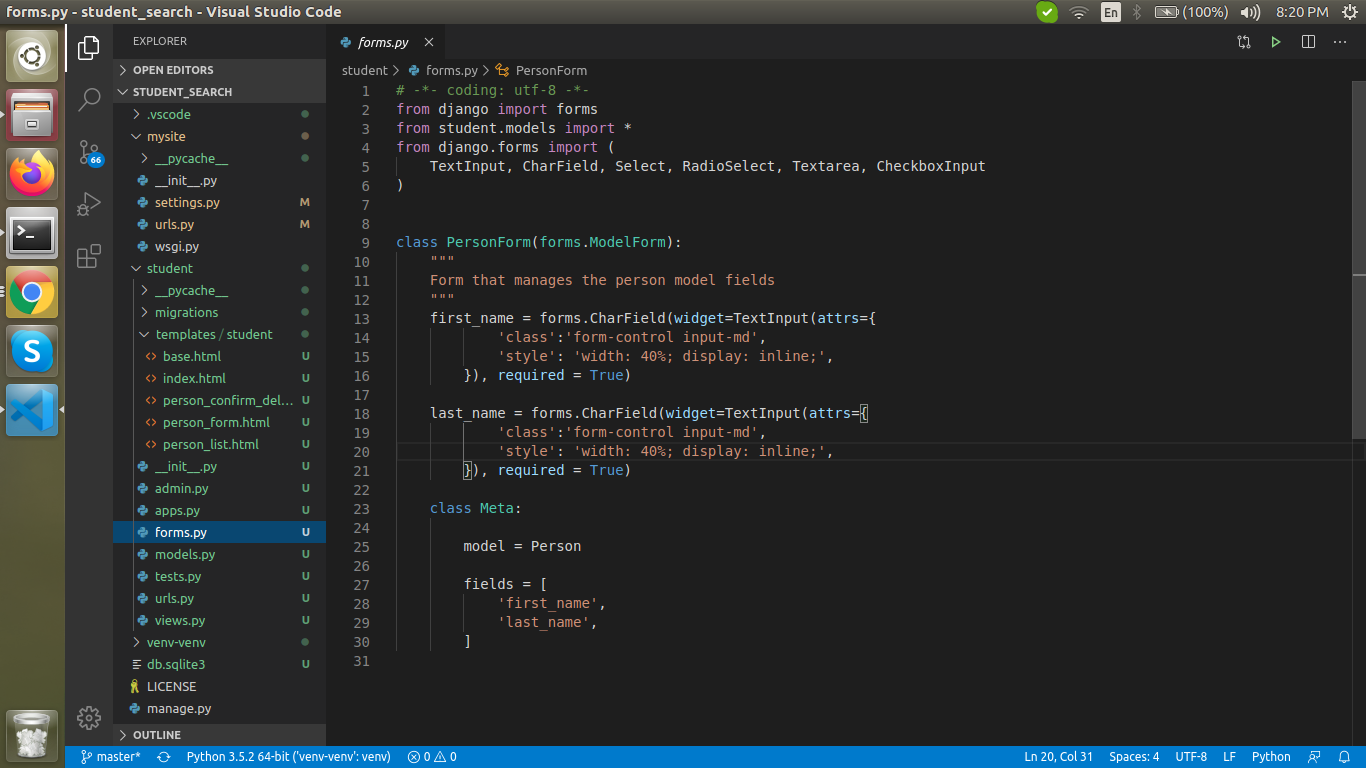 forms.py - student_search - Visual Studio Code
En
(100%)
8:20 PM
EXPLORER
OPEN EDITORS
STUDENT_SEARCH
.vscode
mysite
__pycache__
__init__.py
settings.py M
urls.py M
wsgi.py
student
__pycache__
migrations
templates / student
base.html U
index.html U
person_confirm_del... U
person_form.html U
person_list.html U
__init__.py U
admin.py U
apps.py U
forms.py U
models.py U
tests.py U
urls.py U
views.py U
venv-venv
db.sqlite3 U
LICENSE
manage.py
OUTLINE
66
forms.py
student > forms.py > PersonForm
1 # -*- coding: utf-8 -*-
2 from django import forms
3 from student.models import *
4 from django.forms import (
5 TextInput, CharField, Select, RadioSelect, Textarea, CheckboxInput
6 )
7
8
9 class PersonForm(forms.ModelForm):
10 """
11 Form that manages the person model fields
12 """
13 first_name = forms.CharField(widget=TextInput(attrs={
14 'class':'form-control input-md',
15 'style': 'width: 40%; display: inline;',
16 }), required = True)
17
18 last_name = forms.CharField(widget=TextInput(attrs={
19 'class':'form-control input-md',
20 'style': 'width: 40%; display: inline;',
21 }), required = True)
22
23 class Meta:
24
25 model = Person
26
27 fields = [
28 'first_name',
29 'last_name',
30 ]
31
master* Python 3.5.2 64-bit ('venv-venv': venv) 0 0 Ln 20, Col 31 Spaces: 4 UTF-8 LF Python